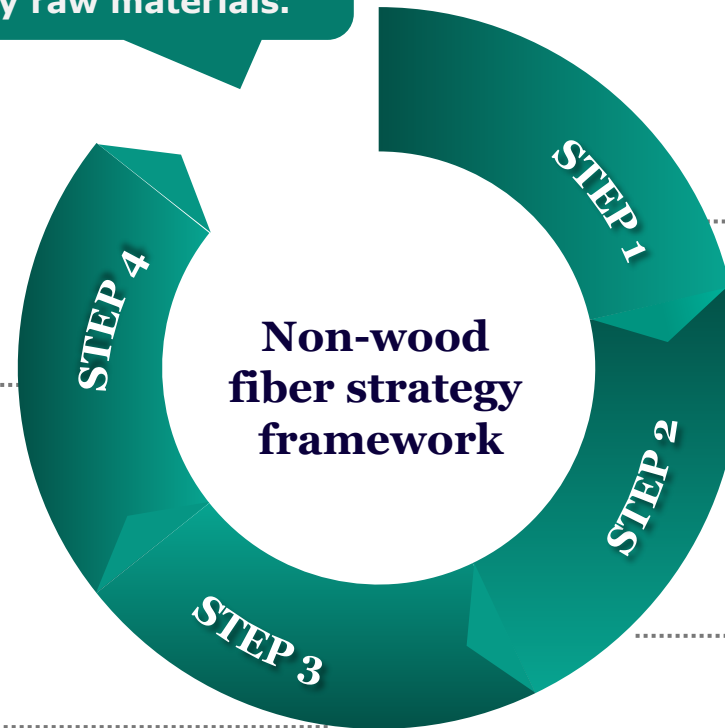 y raw materials.
STEP 1
STEP 2
STEP 3
STEP 4
Non-wood
fiber strategy
framework